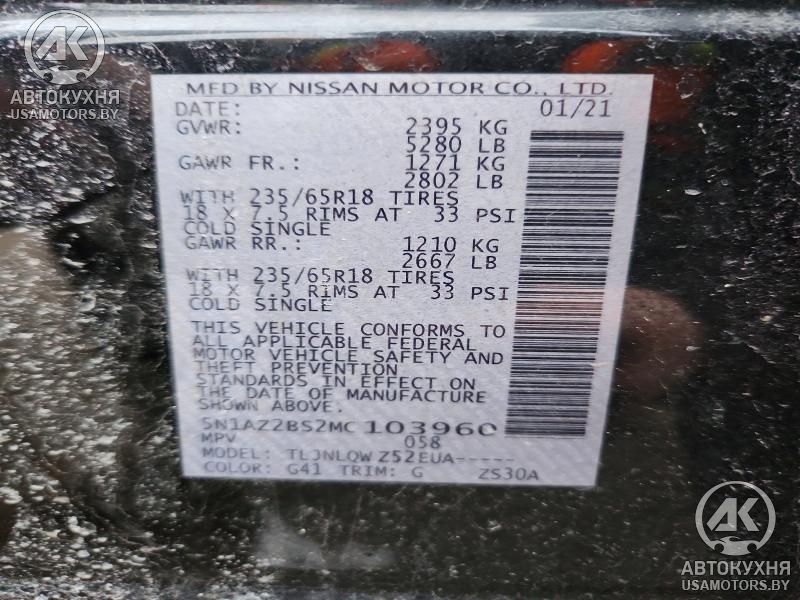 AK
АВТОКУХНЯ
USAMOTORS.BY
MFD BY NISSAN MOTOR CO., LTD.
DATE: 01/21
GVWR: 2395 KG
5280 LB
GAWR FR.: 1271 KG
2802 LB
WITH 235/65R18 TIRES
18 X 7.5 RIMS AT 33 PSI
COLD SINGLE
GAWR RR.: 1210 KG
2667 LB
WITH 235/65R18 TIRES
18 X 7.5 RIMS AT 33 PSI
COLD SINGLE
THIS VEHICLE CONFORMS TO
ALL APPLICABLE FEDERAL
MOTOR VEHICLE SAFETY AND
THEFT PREVENTION
STANDARDS IN EFFECT ON
THE DATE OF MANUFACTURE
SHOWN ABOVE.
5N1AZ2BS2MC 103960
MPV 058
MODEL: TLJNLQW Z52EUA-----
COLOR: G41 TRIM: G ZS30A
AK
АВТОКУХНЯ
USAMOTORS.BY